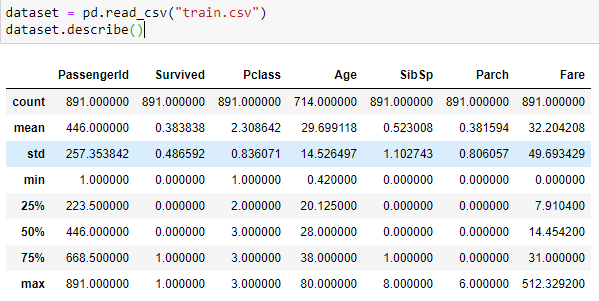 dataset = pd.read_csv("train.csv")
dataset.describe()
PassengerId Survived Pclass Age SibSp Parch Fare
count 891.000000 891.000000 891.000000 714.000000 891.000000 891.000000 891.000000
mean 446.000000 0.383838 2.308642 29.699118 0.523008 0.381594 32.204208
std 257.353842 0.486592 0.836071 14.526497 1.102743 0.806057 49.693429
min 1.000000 0.000000 1.000000 0.420000 0.000000 0.000000 0.000000
25% 223.500000 0.000000 2.000000 20.125000 0.000000 0.000000 7.910400
50% 446.000000 0.000000 3.000000 28.000000 0.000000 0.000000 14.454200
75% 668.500000 1.000000 3.000000 38.000000 1.000000 0.000000 31.000000
max 891.000000 1.000000 3.000000 80.000000 8.000000 6.000000 512.329200